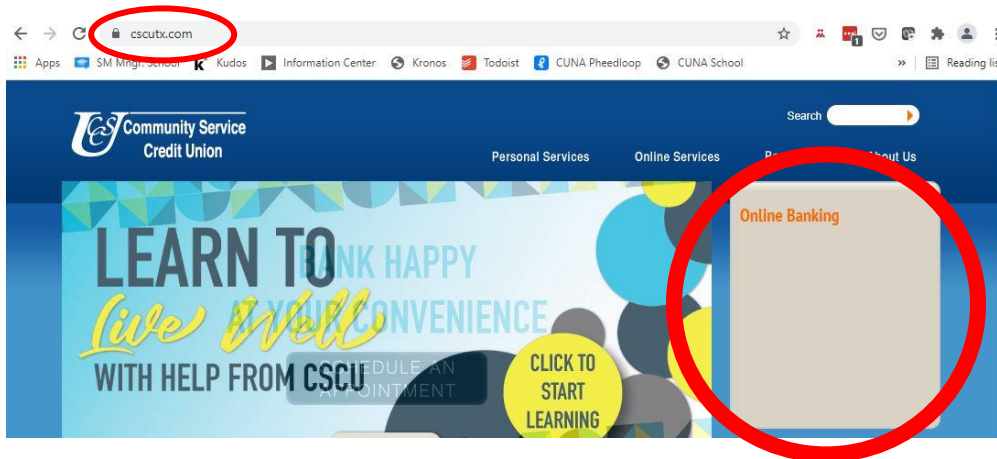 cscutx.com
1
Apps SM Mngr. School Kudos Information Center Kronos Todoist CUNA Pheedloop CUNA School » Reading lis
CSCU Community Service
Credit Union
Search
Personal Services Online Services About Us
Online Banking
LEARN TO
BANK HAPPY
Live Well
AT YOUR CONVENIENCE
WITH HELP FROM CSCU
SCHEDULE AN
APPOINTMENT
CLICK TO
START
LEARNING